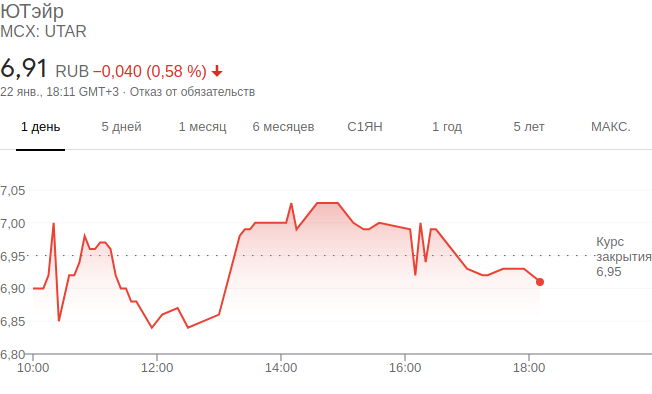 ЮТэйр
MCX: UTAR
6,91 RUB −0,040 (0,58 %)
22 янв., 18:11 GMT+3 · Отказ от обязательств
1 день 5 дней 1 месяц 6 месяцев С1ЯН 1 год 5 лет МАКС.
7,05
7,00
6,95
6,90
6,85
6,80
Курс
закрытия
6,95
10:00 12:00 14:00 16:00 18:00